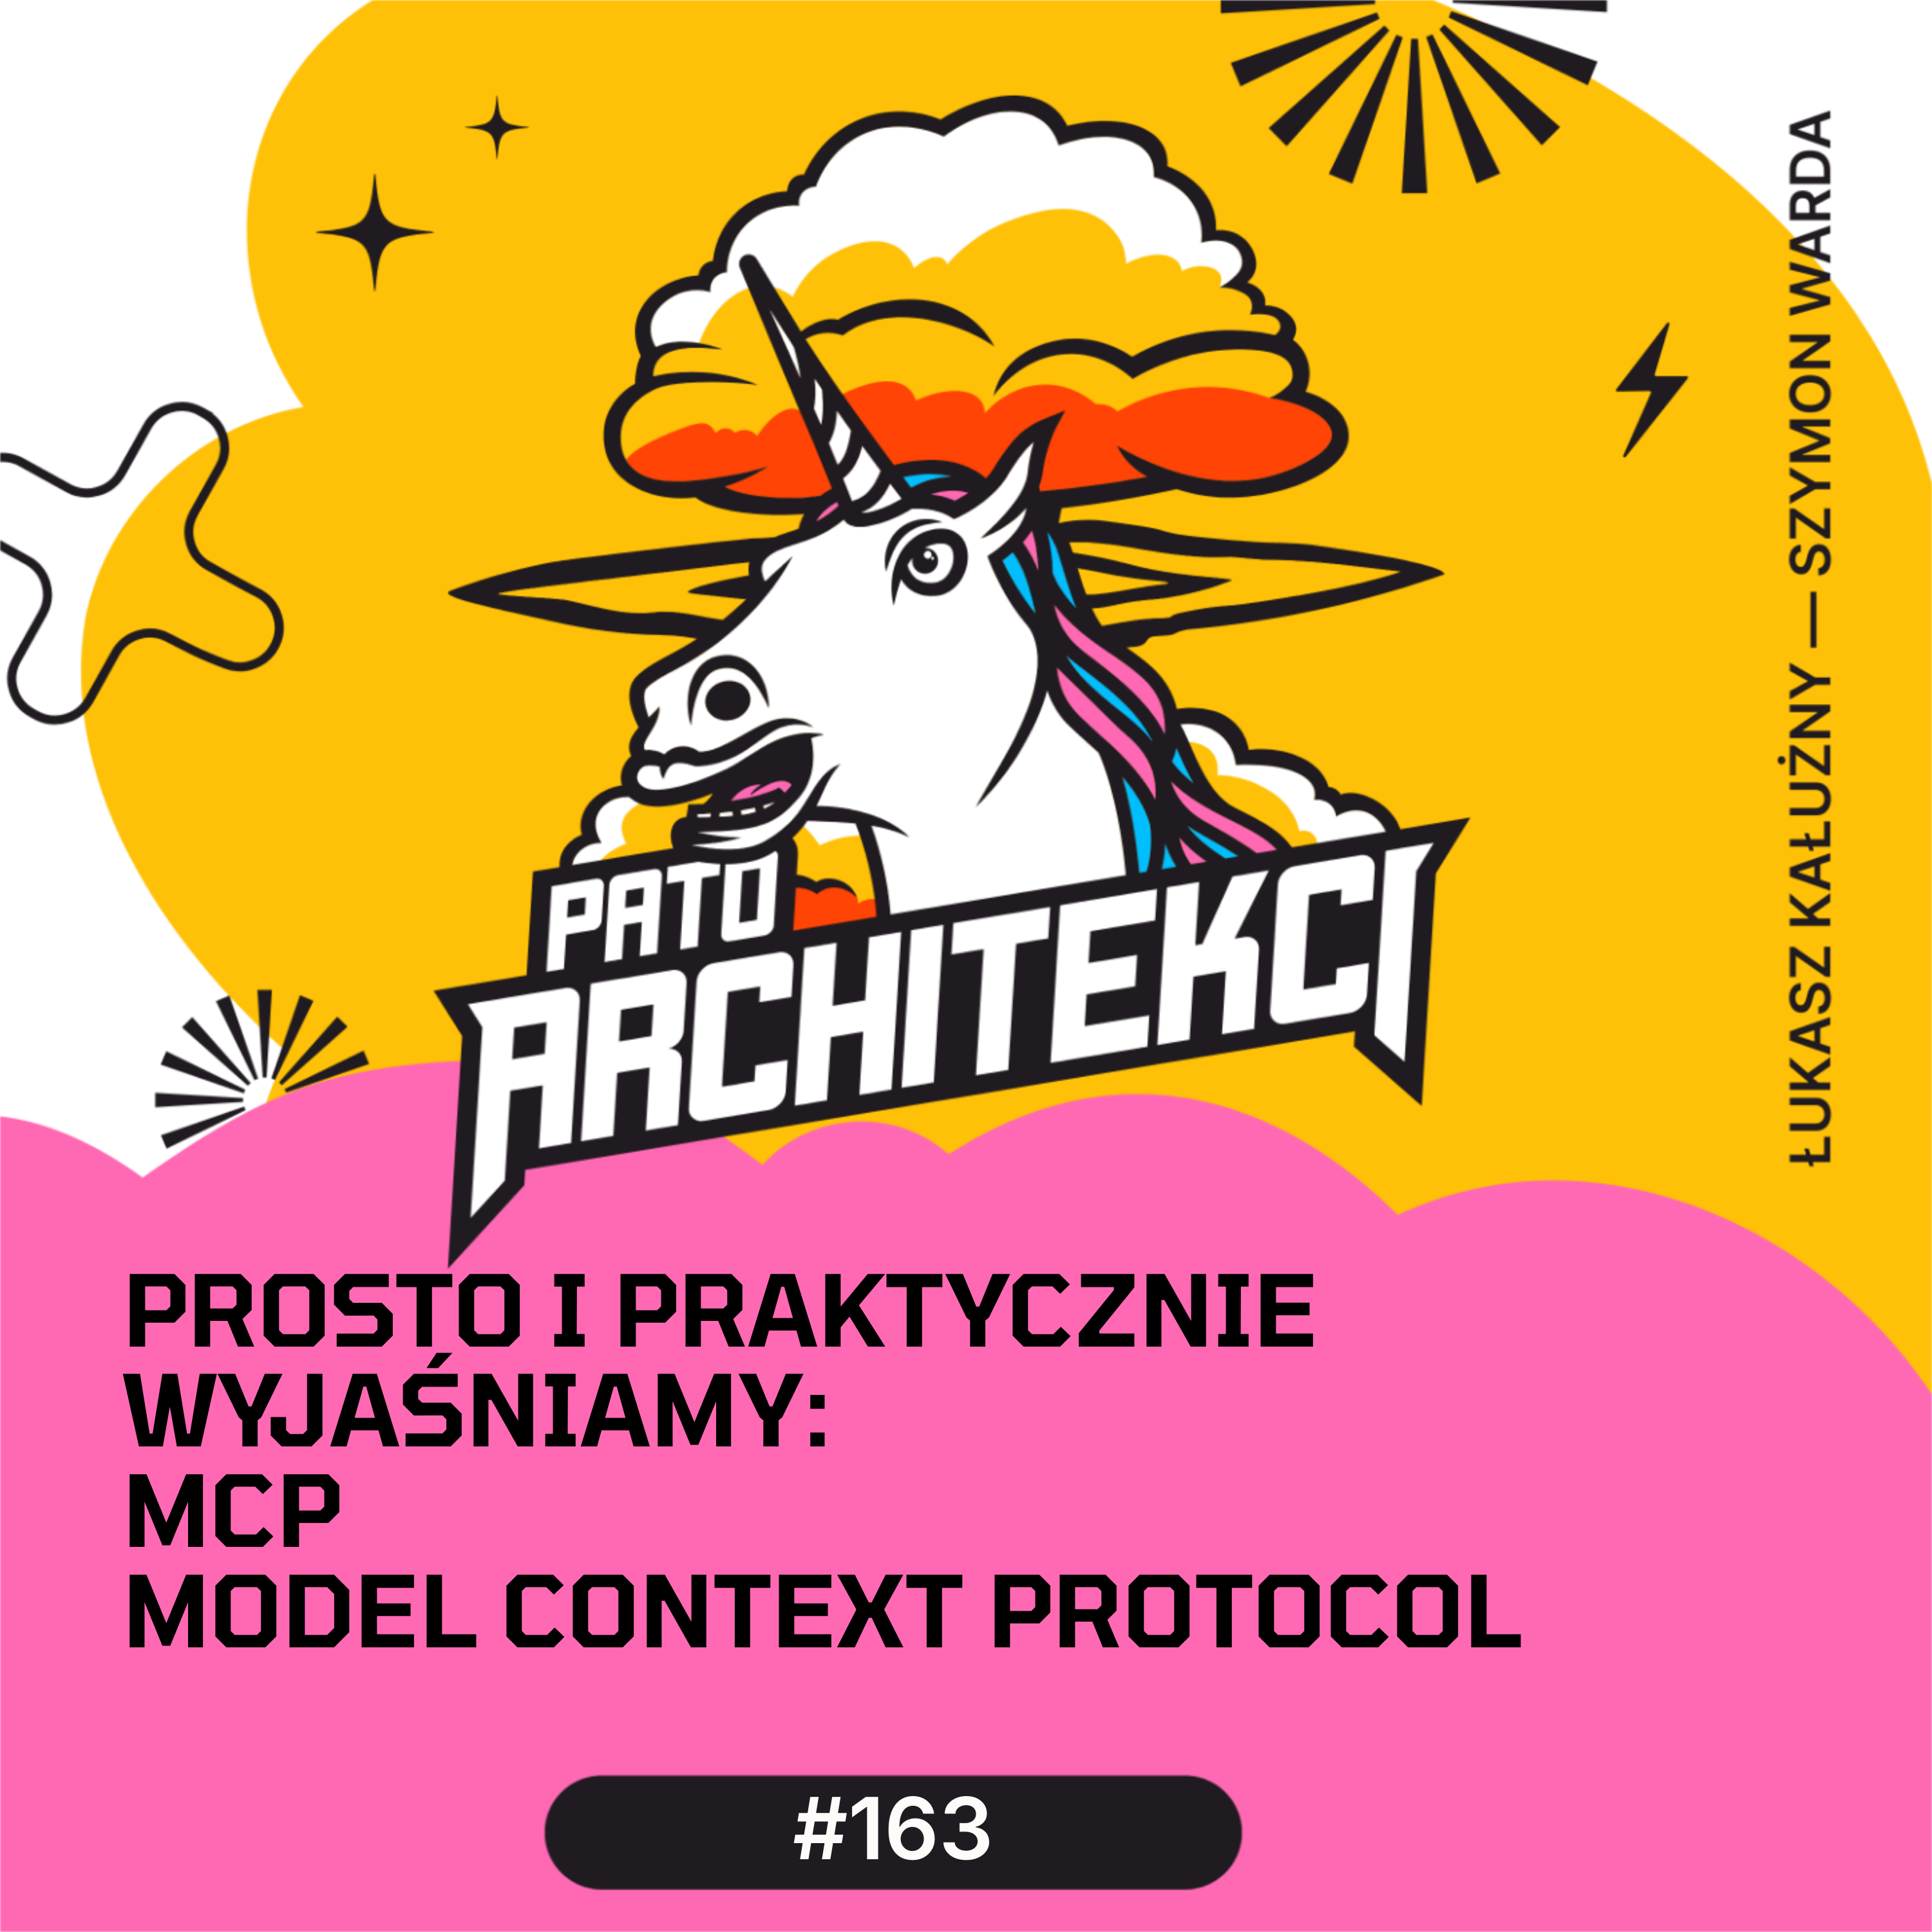 ŁUKASZ KAŁUŻNY — SZYMON WARDA
PATO
ARCHITEKCI
PROSTO I PRAKTYCZNIE
WYJAŚNIAMY:
MCP
MODEL CONTEXT PROTOCOL
#163